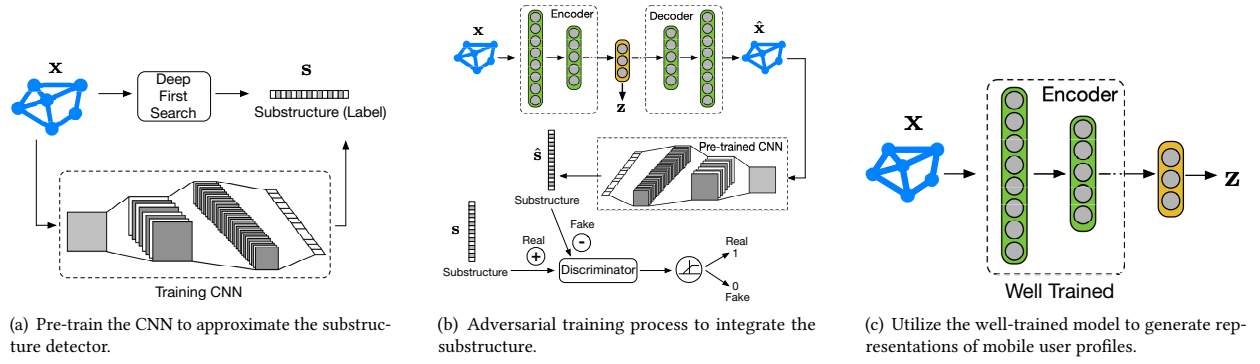 x
Deep
First
Search
s
Substructure (Label)
Training CNN
(a) Pre-train the CNN to approximate the substruc-
ture detector.
x
Encoder
z
Decoder
x̂
Pre-trained CNN
ŝ
Substructure
s
Substructure
Real
+
Fake
-
Discriminator
Real
1
0
Fake
(b) Adversarial training process to integrate the
substructure.
x
Encoder
z
Well Trained
(c) Utilize the well-trained model to generate rep-
resentations of mobile user profiles.